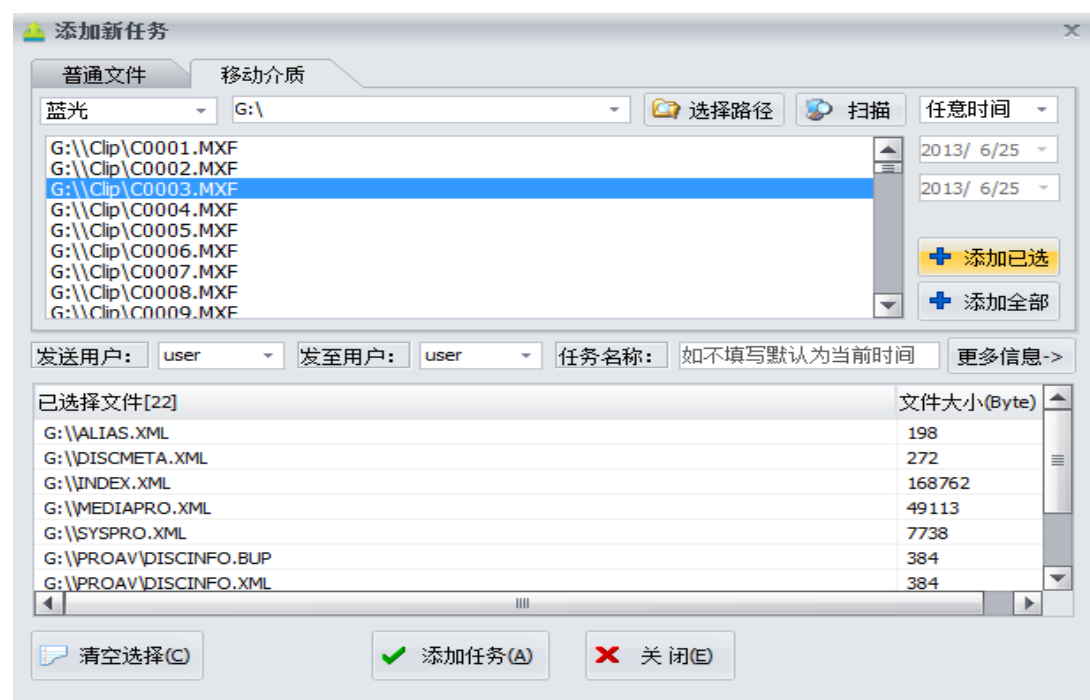 添加新任务
普通文件 移动介质
蓝光 G:\ 选择路径 扫描 任意时间
G:\\Clip\C0001.MXF
G:\\Clip\C0002.MXF
G:\\Clip\C0003.MXF
G:\\Clip\C0004.MXF
G:\\Clip\C0005.MXF
G:\\Clip\C0006.MXF
G:\\Clip\C0007.MXF
G:\\Clip\C0008.MXF
G:\\Clip\C0009.MXF
2013/ 6/25
2013/ 6/25
添加已选
添加全部
发送用户： user 发至用户： user 任务名称： 如不填写默认为当前时间 更多信息->
已选择文件[22] 文件大小(Byte)
G:\\ALIAS.XML 198
G:\\DISCMETA.XML 272
G:\\INDEX.XML 168762
G:\\MEDIAPRO.XML 49113
G:\\SYSPRO.XML 7738
G:\\PROAV\DISCINFO.BUP 384
G:\\PROAV\DISCINFO.XML 384
清空选择(C) 添加任务(A) 关 闭(E)